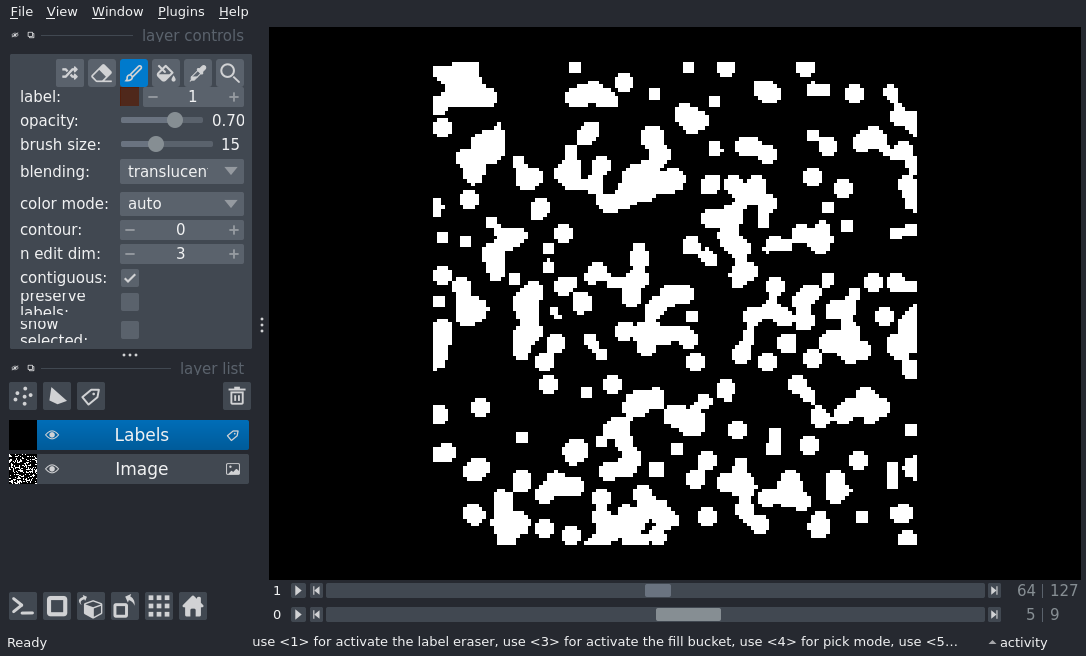 File View Window Plugins Help
layer controls
label: − 1 +
opacity: 0.70
brush size: 15
blending: translucen
color mode: auto
contour: − 0 +
n edit dim: − 3 +
contiguous:
preserve
labels:
show
selected:
layer list
Labels
Image
1 64 | 127
0 5 | 9
Ready use <1> for activate the label eraser, use <3> for activate the fill bucket, use <4> for pick mode, use <5... activity